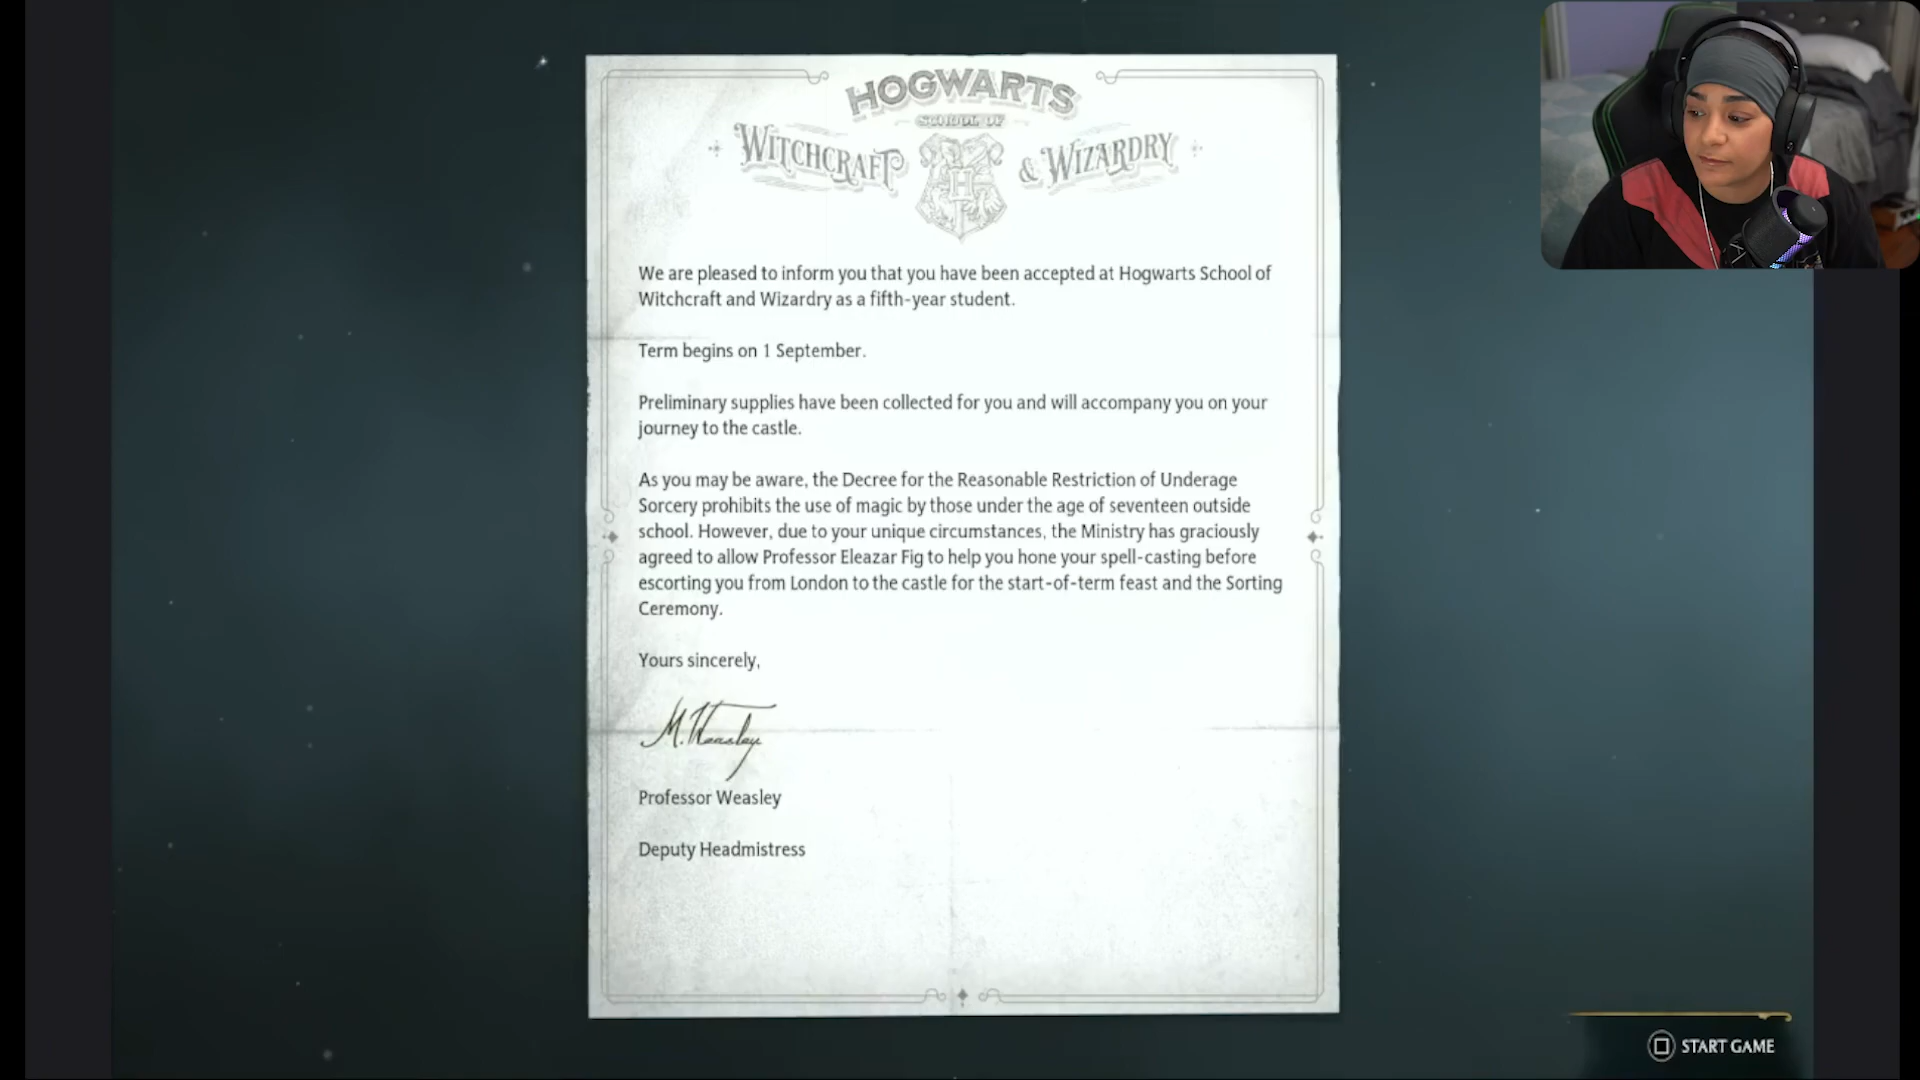 HOGWARTS
SCHOOL OF
WITCHCRAFT & WIZARDRY
H
We are pleased to inform you that you have been accepted at Hogwarts School of
Witchcraft and Wizardry as a fifth-year student.
Term begins on 1 September.
Preliminary supplies have been collected for you and will accompany you on your
journey to the castle.
As you may be aware, the Decree for the Reasonable Restriction of Underage
Sorcery prohibits the use of magic by those under the age of seventeen outside
school. However, due to your unique circumstances, the Ministry has graciously
agreed to allow Professor Eleazar Fig to help you hone your spell-casting before
escorting you from London to the castle for the start-of-term feast and the Sorting
Ceremony.
Yours sincerely,
M. Weasley
Professor Weasley
Deputy Headmistress
START GAME